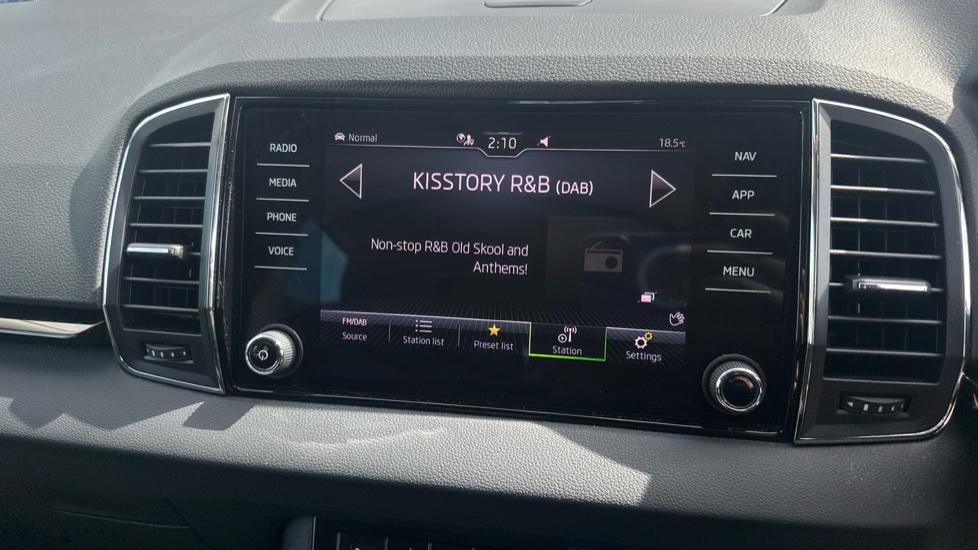 RADIO
MEDIA
PHONE
VOICE
Normal
2:10
18.5°C
KISSTORY R&B (DAB)
Non-stop R&B Old Skool and
Anthems!
FM/DAB
Source
Station list
Preset list
Station
Settings
NAV
APP
CAR
MENU